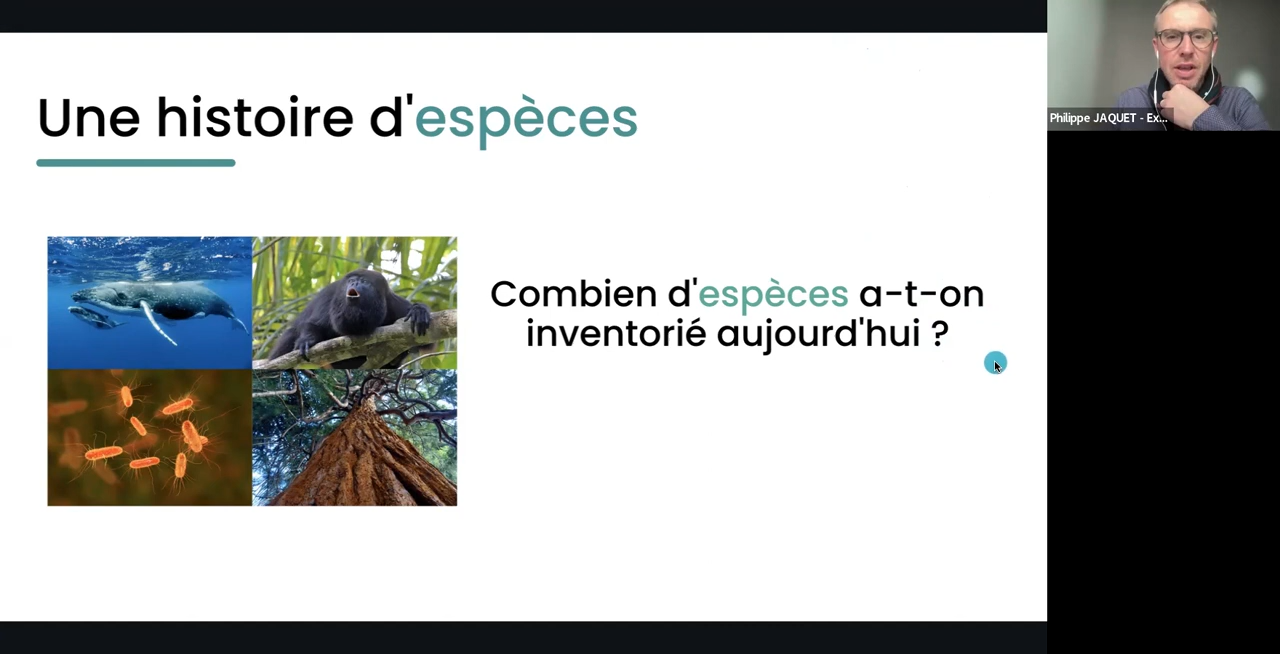 Une histoire d'espèces
Combien d'espèces a-t-on
inventorié aujourd'hui ?
Philippe JAQUET - Ex...